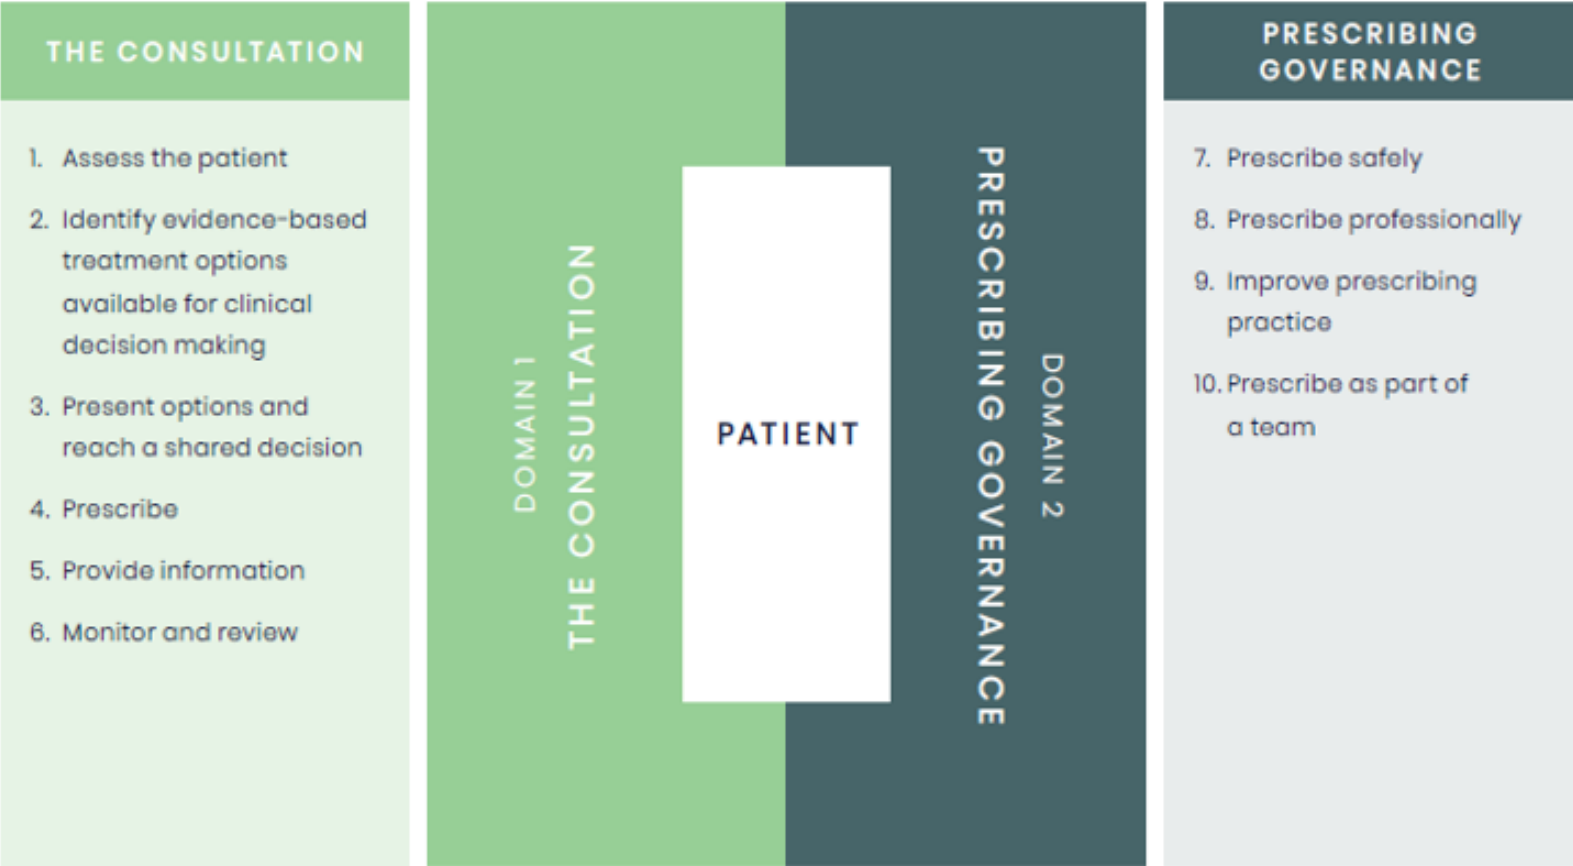 THE CONSULTATION
1. Assess the patient
2. Identify evidence-based
treatment options
available for clinical
decision making
3. Present options and
reach a shared decision
4. Prescribe
5. Provide information
6. Monitor and review
DOMAIN 1
THE CONSULTATION
PATIENT
PRESCRIBING GOVERNANCE
DOMAIN 2
PRESCRIBING
GOVERNANCE
7. Prescribe safely
8. Prescribe professionally
9. Improve prescribing
practice
10. Prescribe as part of
a team